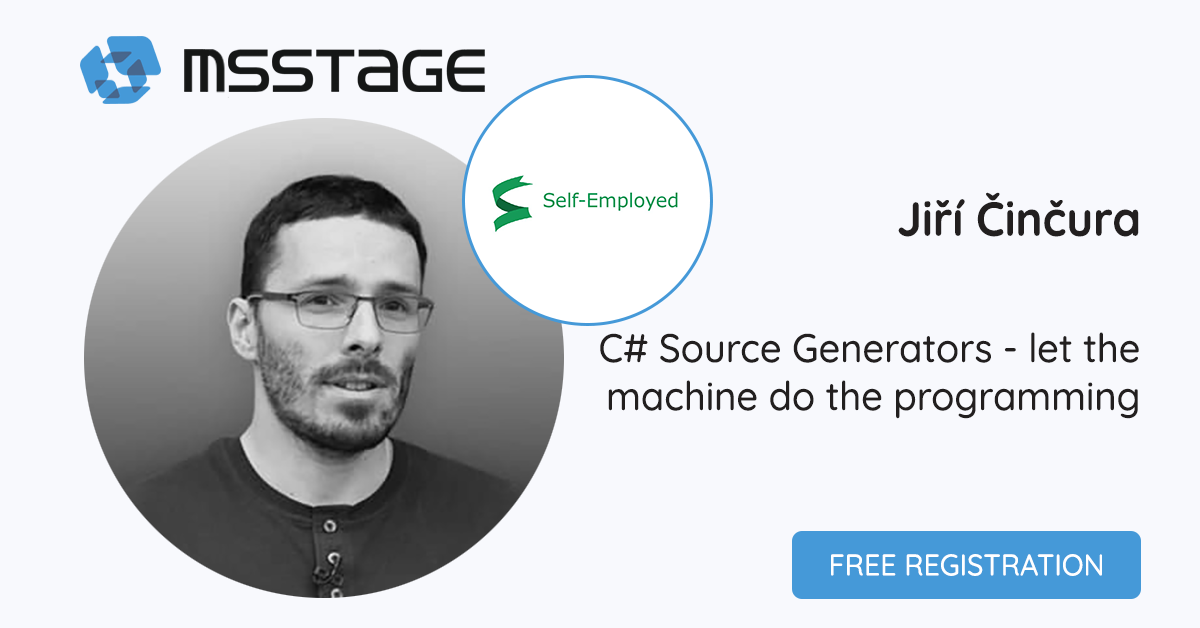 MSSTAGE
Self-Employed
Jiří Činčura
C# Source Generators - let the
machine do the programming
FREE REGISTRATION